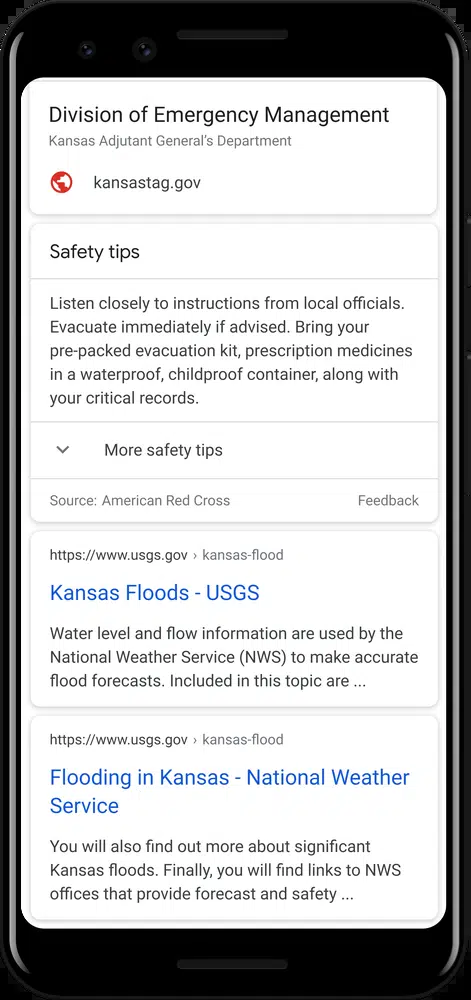 Division of Emergency Management
Kansas Adjutant General's Department
kansastag.gov
Safety tips
Listen closely to instructions from local officials.
Evacuate immediately if advised. Bring your
pre-packed evacuation kit, prescription medicines
in a waterproof, childproof container, along with
your critical records.
More safety tips
Source: American Red Cross Feedback
https://www.usgs.gov › kansas-flood
Kansas Floods - USGS
Water level and flow information are used by the
National Weather Service (NWS) to make accurate
flood forecasts. Included in this topic are ...
https://www.usgs.gov › kansas-flood
Flooding in Kansas - National Weather
Service
You will also find out more about significant
Kansas floods. Finally, you will find links to NWS
offices that provide forecast and safety ...